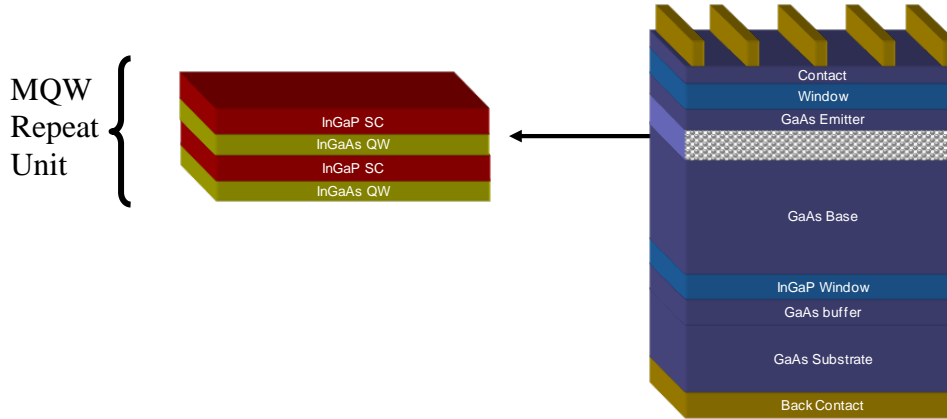 MQW
Repeat
Unit
InGaP SC
InGaAs QW
InGaP SC
InGaAs QW
Contact
Window
GaAs Emitter
GaAs Base
InGaP Window
GaAs buffer
GaAs Substrate
Back Contact